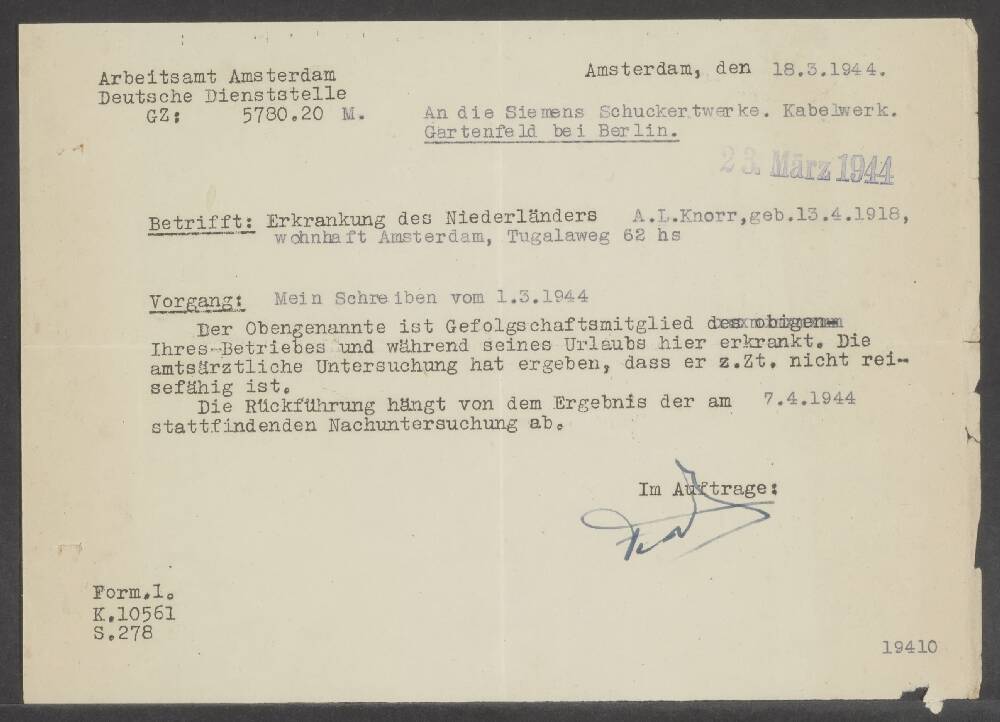 Arbeitsamt Amsterdam
Deutsche Dienststelle
GZ: 5780.20 M.
Amsterdam, den 18.3.1944.
An die Siemens Schuckertwerke. Kabelwerk.
Gartenfeld bei Berlin.
23. März 1944
Betrifft: Erkrankung des Niederländers A.L.Knorr,geb.13.4.1918,
wohnhaft Amsterdam, Tugalaweg 62 hs
Vorgang: Mein Schreiben vom 1.3.1944
Der Obengenannte ist Gefolgschaftsmitglied des obigen
Ihres Betriebes und während seines Urlaubs hier erkrankt. Die
amtsärztliche Untersuchung hat ergeben, dass er z.Zt. nicht rei-
sefähig ist.
Die Rückführung hängt von dem Ergebnis der am 7.4.1944
stattfindenden Nachuntersuchung ab.
Im Auftrage:
Form.1.
K.10561
S.278
19410